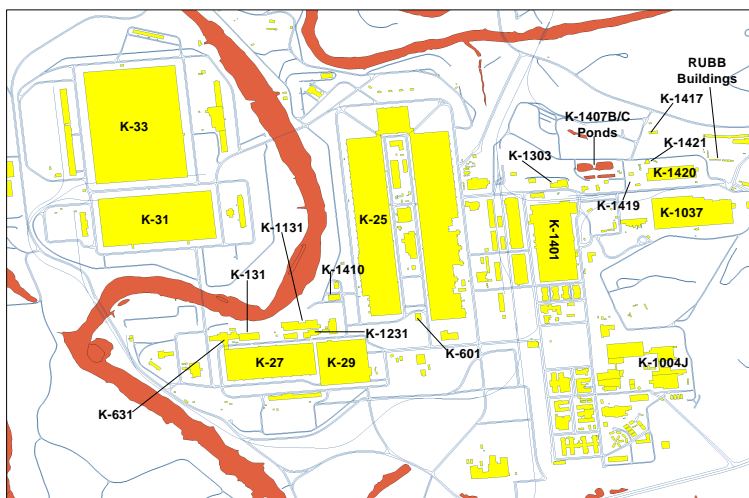 RUBB
Buildings
K-33
K-1417
K-1407B/C
Ponds
K-1421
K-1303
K-1420
K-31
K-25
K-1419
K-1037
K-1131
K-1401
K-131
K-1410
K-1231
K-601
K-27
K-29
K-1004J
K-631